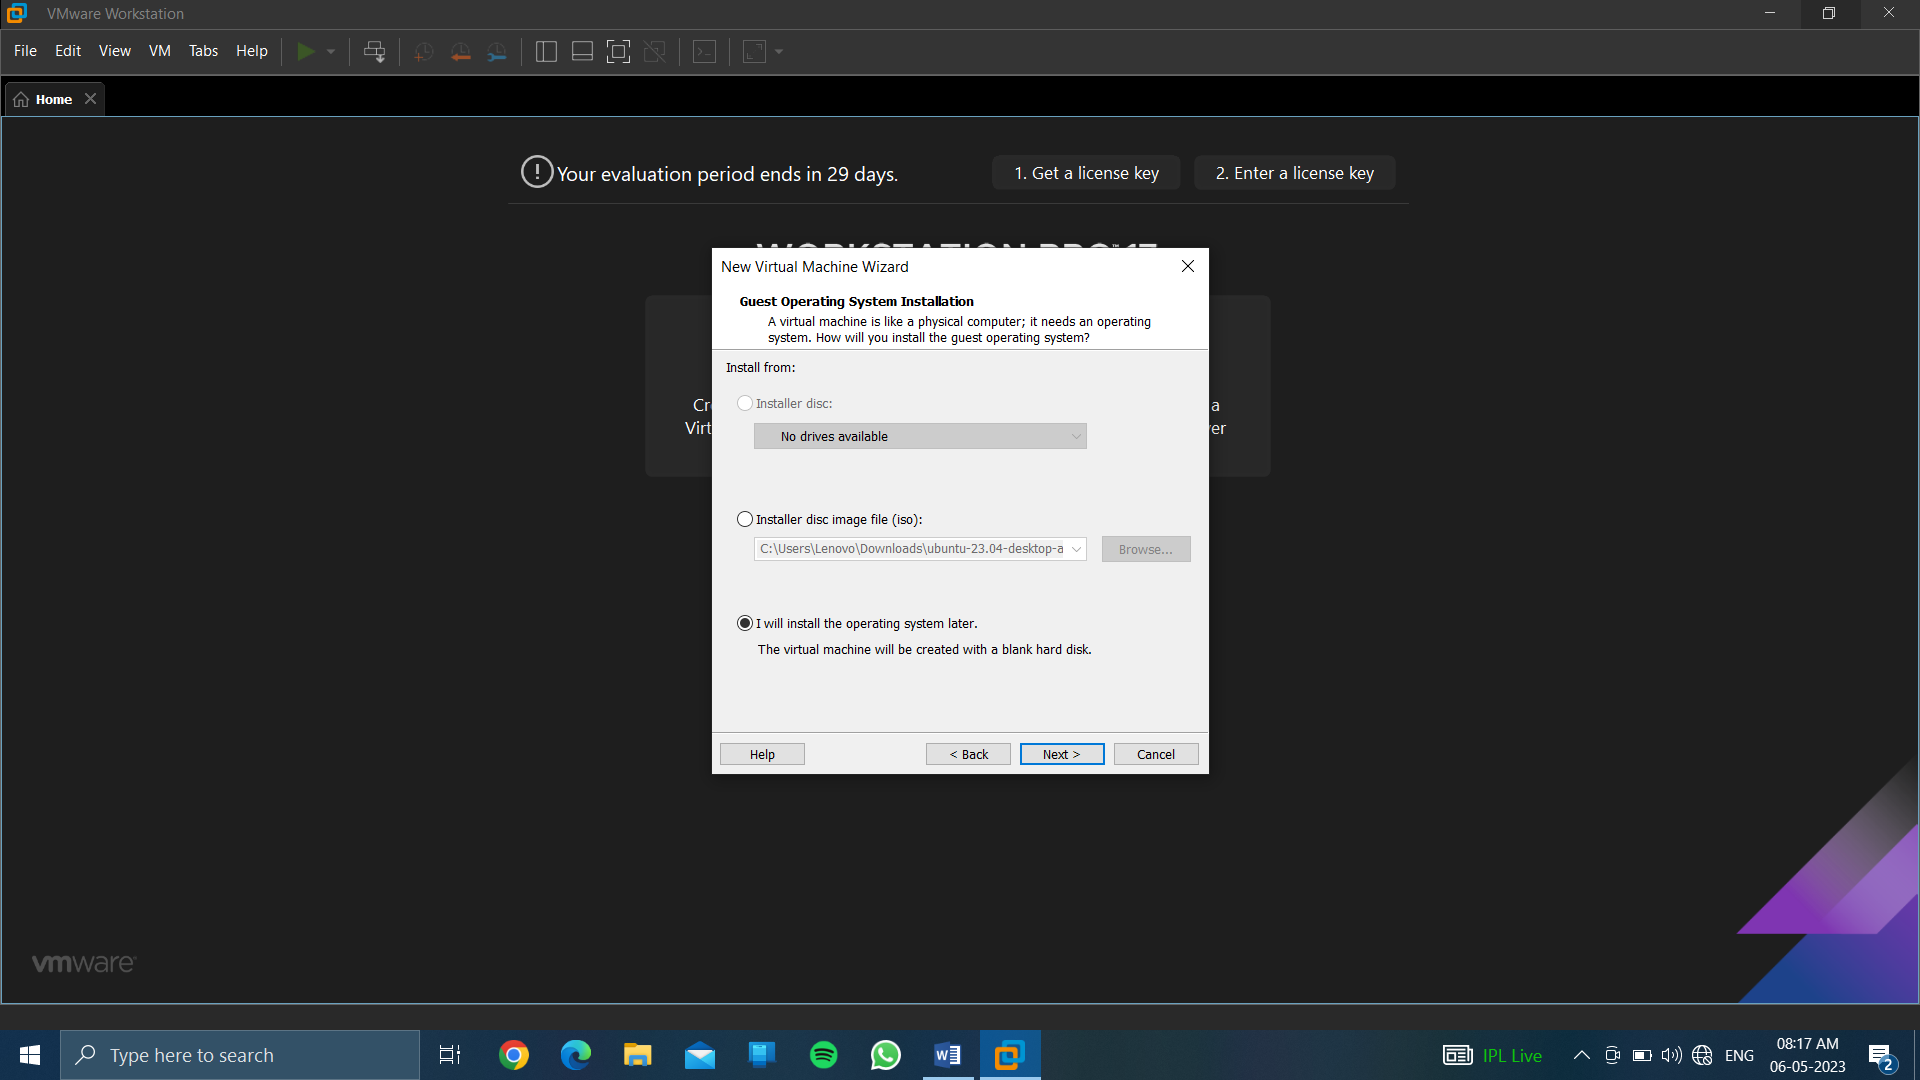 VMware Workstation
File Edit View VM Tabs Help
Home
Your evaluation period ends in 29 days.
1. Get a license key
2. Enter a license key
New Virtual Machine Wizard
Guest Operating System Installation
A virtual machine is like a physical computer; it needs an operating
system. How will you install the guest operating system?
Install from:
Installer disc:
No drives available
Installer disc image file (iso):
C:\Users\Lenovo\Downloads\ubuntu-23.04-desktop-a
Browse...
I will install the operating system later.
The virtual machine will be created with a blank hard disk.
Help
< Back
Next >
Cancel
vmware
Type here to search
IPL Live
ENG
08:17 AM
06-05-2023
2